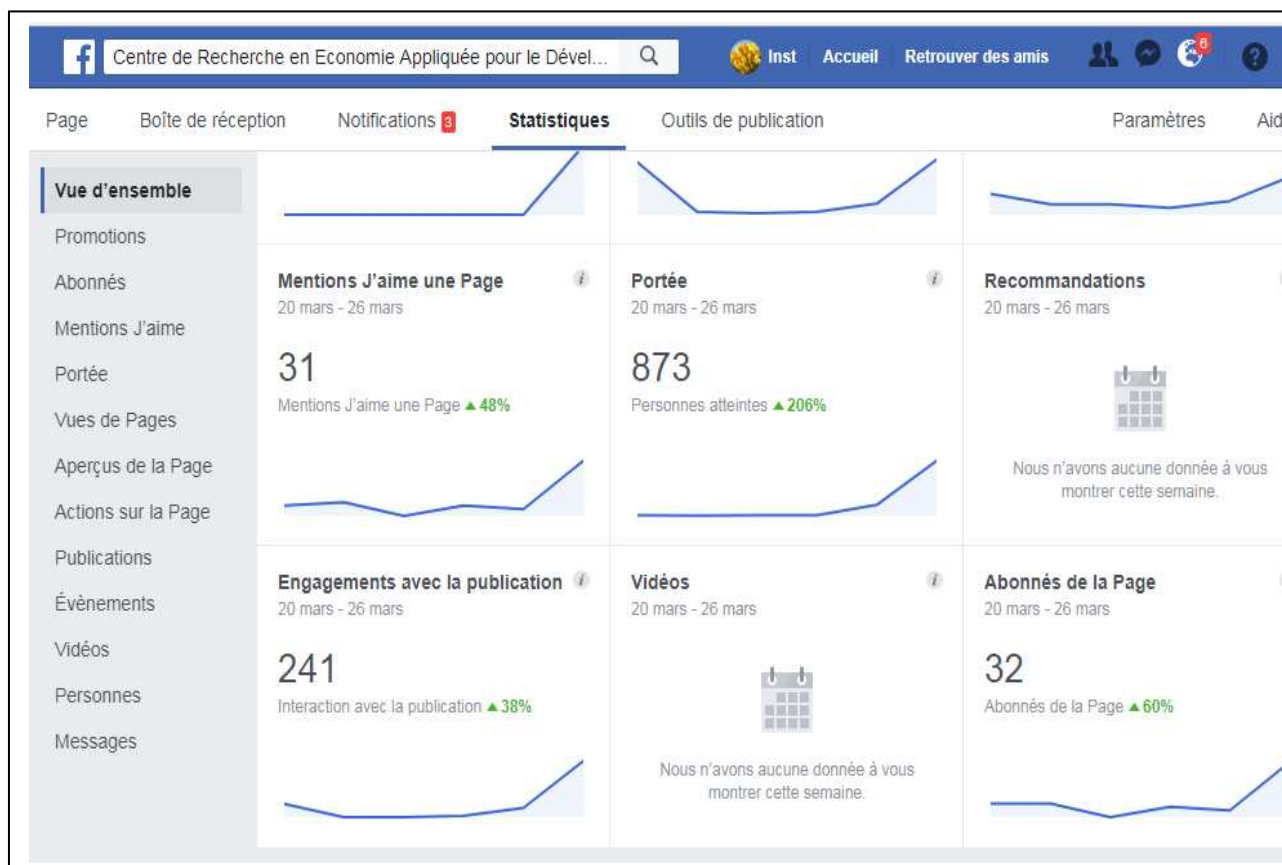 f Centre de Recherche en Economie Appliquée pour le Dével... Inst Accueil Retrouver des amis 6 ?
Page Boîte de réception Notifications 3 Statistiques Outils de publication Paramètres Aid
Vue d'ensemble
Promotions
Abonnés
Mentions J'aime
Portée
Vues de Pages
Aperçus de la Page
Actions sur la Page
Publications
Évènements
Vidéos
Personnes
Messages
Mentions J'aime une Page i
20 mars - 26 mars
31
Mentions J'aime une Page ▲ 48%
Portée i
20 mars - 26 mars
873
Personnes atteintes ▲ 206%
Recommandations
20 mars - 26 mars
Nous n'avons aucune donnée à vous
montrer cette semaine.
Engagements avec la publication i
20 mars - 26 mars
241
Interaction avec la publication ▲ 38%
Vidéos i
20 mars - 26 mars
Nous n'avons aucune donnée à vous
montrer cette semaine.
Abonnés de la Page
20 mars - 26 mars
32
Abonnés de la Page ▲ 60%